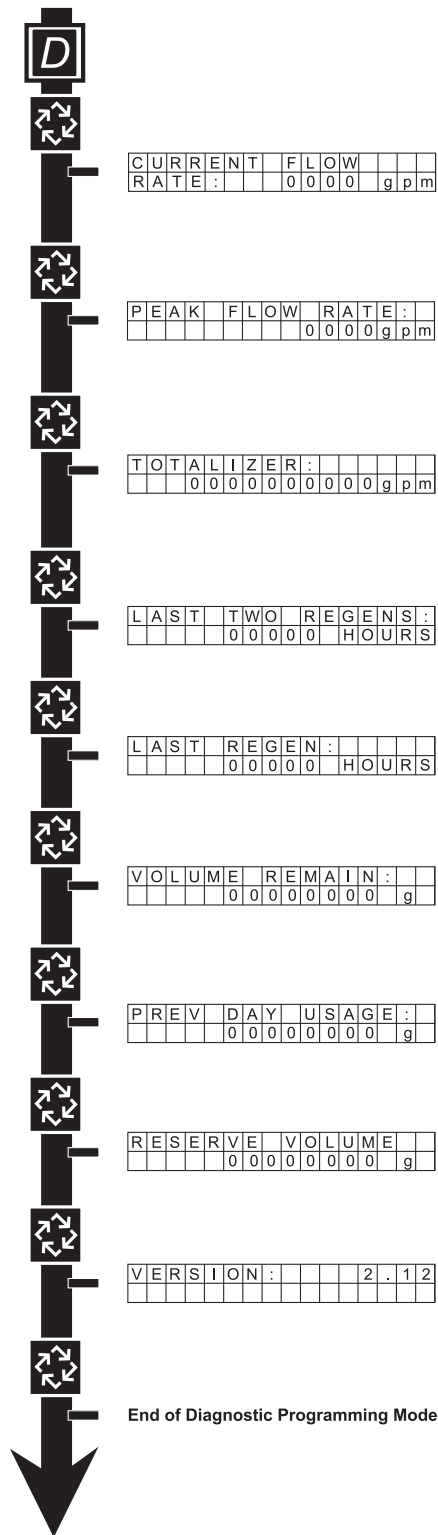 D
CURRENT FLOW
RATE: 0000 gpm
PEAK FLOW RATE:
0000gpm
TOTALIZER:
0000000000gpm
LAST TWO REGENS:
00000 HOURS
LAST REGEN:
00000 HOURS
VOLUME REMAIN:
00000000 g
PREV DAY USAGE:
00000000 g
RESERVE VOLUME
00000000 g
VERSION: 2.12
End of Diagnostic Programming Mode